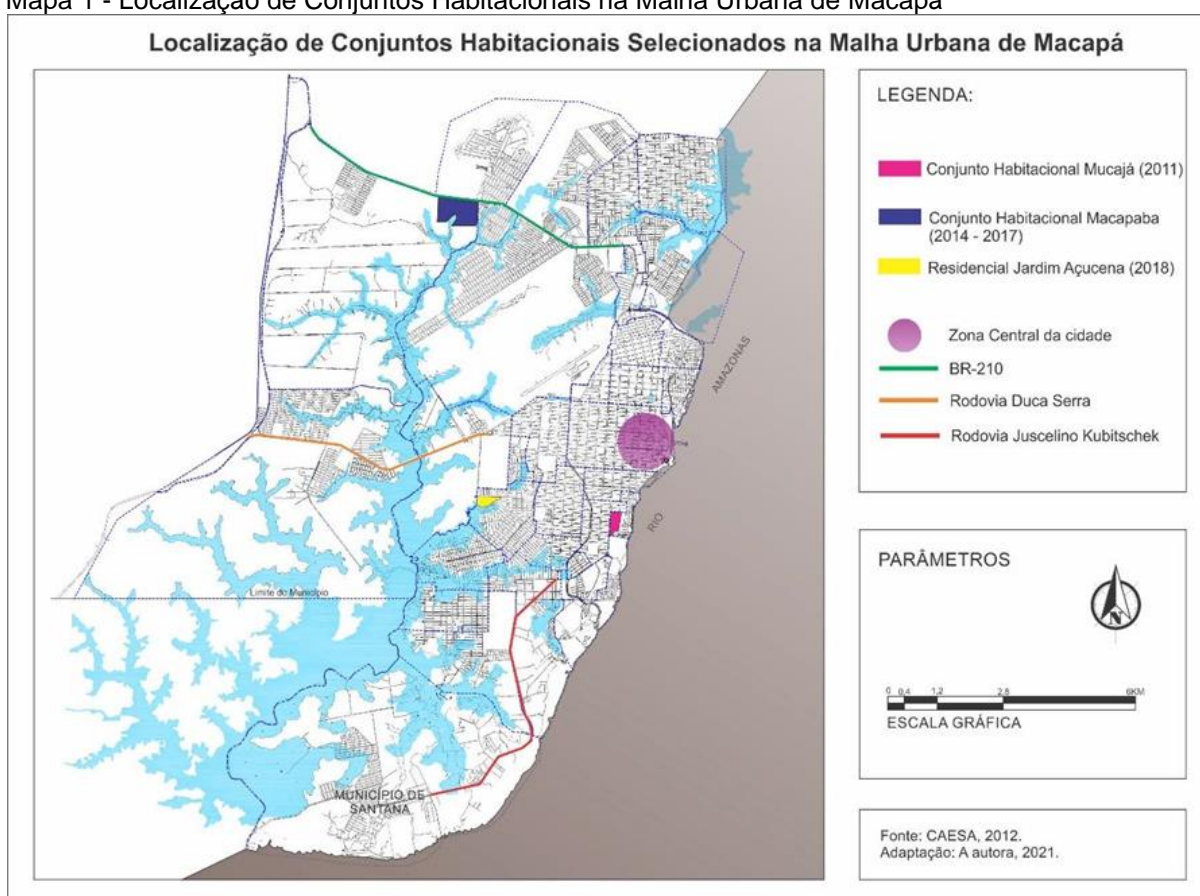 Mapa 1 - Localização de Conjuntos Habitacionais na Malha Urbana de Macapá
Localização de Conjuntos Habitacionais Selecionados na Malha Urbana de Macapá
LEGENDA:
Conjunto Habitacional Mucajá (2011)
Conjunto Habitacional Macapaba
(2014 - 2017)
Residencial Jardim Açucena (2018)
Zona Central da cidade
BR-210
Rodovia Duca Serra
Rodovia Juscelino Kubitschek
AMAZONAS
RIO
Limite do Município
MUNICÍPIO DE
SANTANA
PARÂMETROS
N
0 0,4 1,2 2,8 6KM
ESCALA GRÁFICA
Fonte: CAESA, 2012.
Adaptação: A autora, 2021.